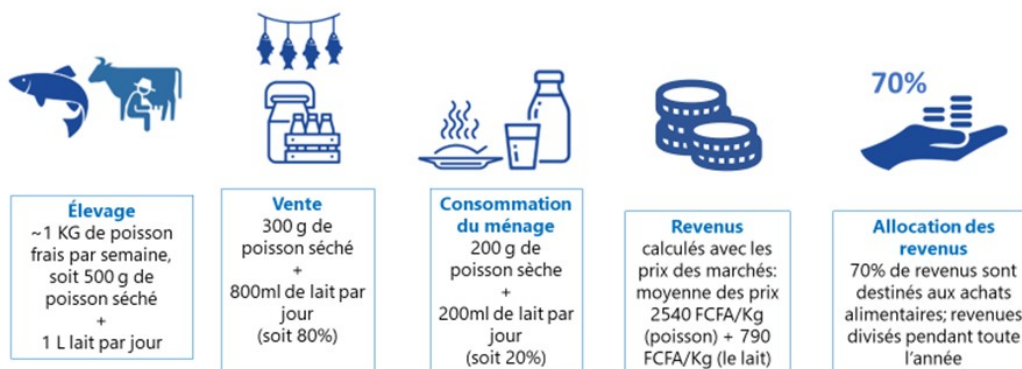 70%
Élevage
~1 KG de poisson
frais par semaine,
soit 500 g de
poisson séché
+
1 L lait par jour
Vente
300 g de
poisson séché
+
800ml de lait par
jour
(soit 80%)
Consommation
du ménage
200 g de
poisson sèche
+
200ml de lait par
jour
(soit 20%)
Revenus
calculés avec les
prix des marchés:
moyenne des prix
2540 FCFA/Kg
(poisson) + 790
FCFA/Kg (le lait)
Allocation des
revenus
70% de revenus sont
destinés aux achats
alimentaires; revenues
divisés pendant toute
l'année